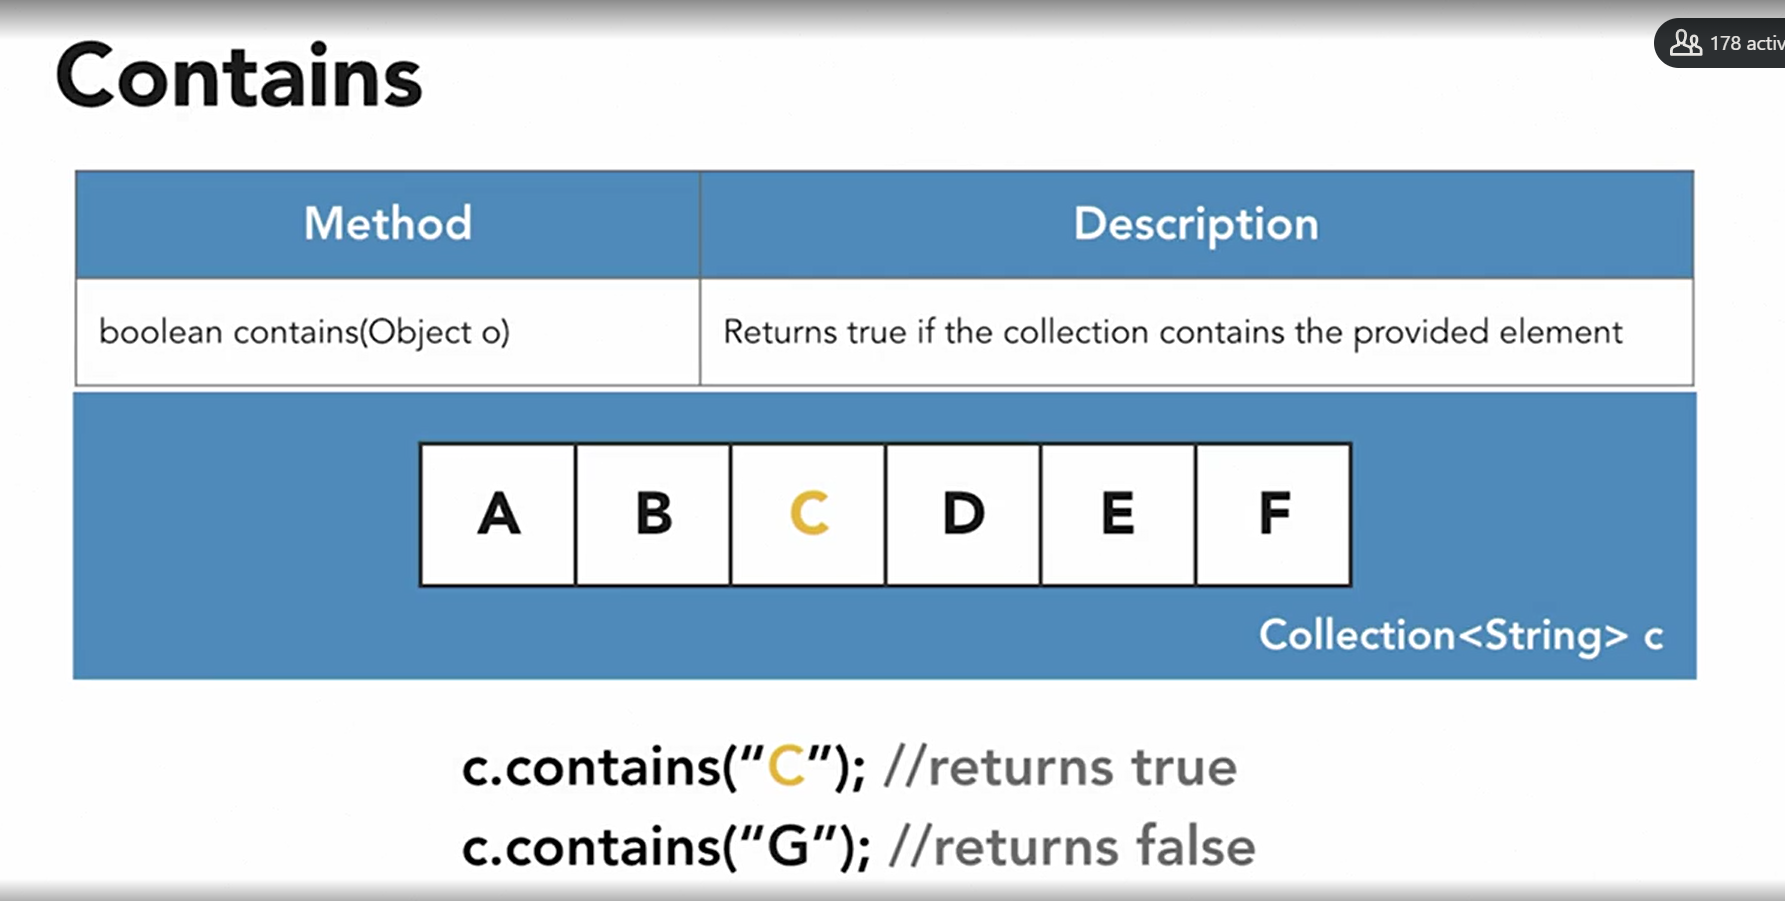 Contains
178 activ
Method Description
boolean contains(Object o) Returns true if the collection contains the provided element
A B C D E F
Collection<String> c
c.contains(“C”); //returns true
c.contains(“G”); //returns false